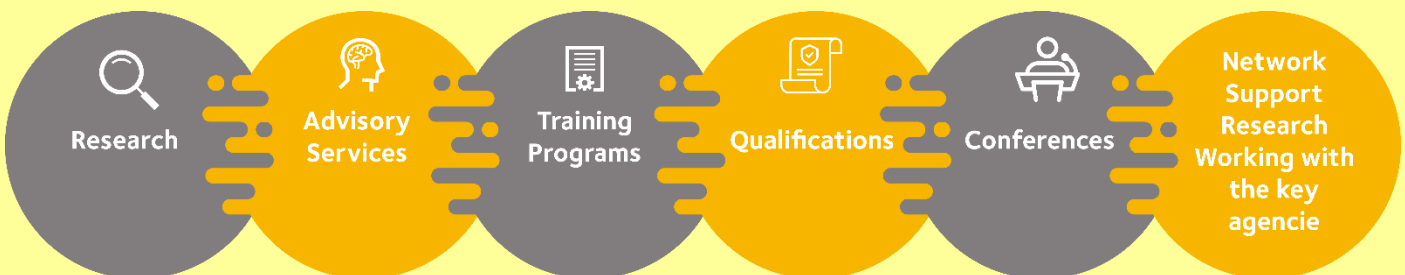 Research
Advisory
Services
Training
Programs
Qualifications
Conferences
Network
Support
Research
Working with
the key
agencie